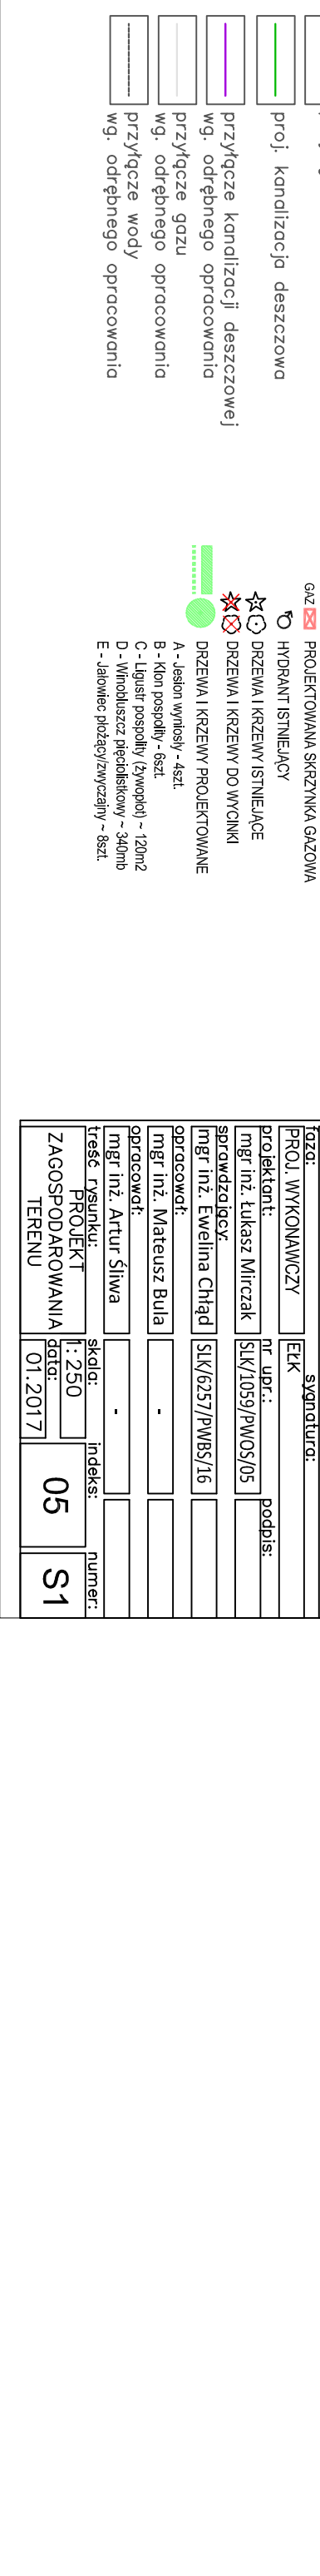 proj. kanalizacja deszczowa
przyłącze kanalizacji deszczowej
wg. odrębnego opracowania
przyłącze gazu
wg. odrębnego opracowania
przyłącze wody
wg. odrębnego opracowania
GAZ PROJEKTOWANA SKRZYNKA GAZOWA
HYDRANT ISTNIEJĄCY
DRZEWA I KRZEWY ISTNIEJĄCE
DRZEWA I KRZEWY DO WYCINKI
DRZEWA I KRZEWY PROJEKTOWANE
A - Jesion wyniosły - 4szt.
B - Klon pospolity - 6szt.
C - Ligustr pospolity (żywopłot) ~ 120m2
D - Winobluszcz pięciolistkowy ~ 340mb
E - Jałowiec płożący/zwyczajny ~ 8szt.
faza: sygnatura:
PROJ. WYKONAWCZY EŁK
projektant: nr upr.: podpis:
mgr inż. Łukasz Mirczak SLK/1059/PWOS/05
sprawdzający:
mgr inż. Ewelina Chłąd SLK/6257/PWBS/16
opracował:
mgr inż. Mateusz Bula -
opracował:
mgr inż. Artur Śliwa -
treść rysunku: skala: indeks: numer:
PROJEKT 1: 250
ZAGOSPODAROWANIA data: 05 S1
TERENU 01.2017